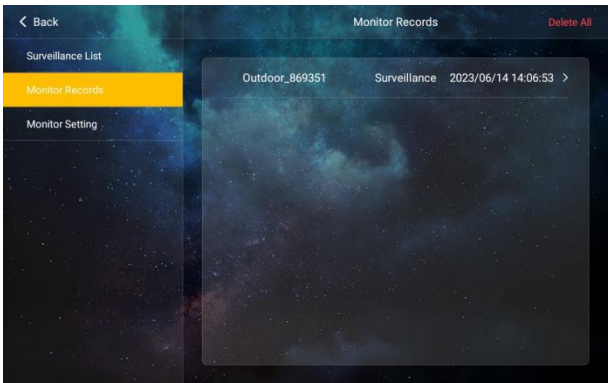 Back
Monitor Records
Delete All
Surveillance List
Monitor Records
Monitor Setting
Outdoor_869351 Surveillance 2023/06/14 14:06:53